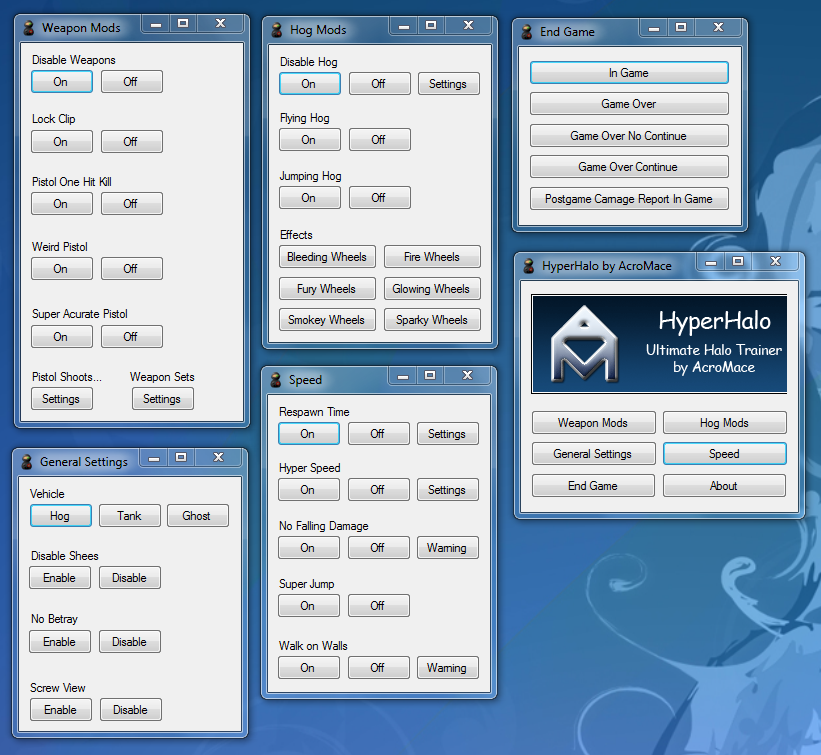 Weapon Mods
Disable Weapons
On Off
Lock Clip
On Off
Pistol One Hit Kill
On Off
Weird Pistol
On Off
Super Acurate Pistol
On Off
Pistol Shoots... Weapon Sets
Settings Settings
Hog Mods
Disable Hog
On Off Settings
Flying Hog
On Off
Jumping Hog
On Off
Effects
Bleeding Wheels Fire Wheels
Fury Wheels Glowing Wheels
Smokey Wheels Sparky Wheels
End Game
In Game
Game Over
Game Over No Continue
Game Over Continue
Postgame Carnage Report In Game
HyperHalo by AcroMace
HyperHalo
Ultimate Halo Trainer
by AcroMace
Weapon Mods Hog Mods
General Settings Speed
End Game About
General Settings
Vehicle
Hog Tank Ghost
Disable Shees
Enable Disable
No Betray
Enable Disable
Screw View
Enable Disable
Speed
Respawn Time
On Off Settings
Hyper Speed
On Off Settings
No Falling Damage
On Off Warning
Super Jump
On Off
Walk on Walls
On Off Warning